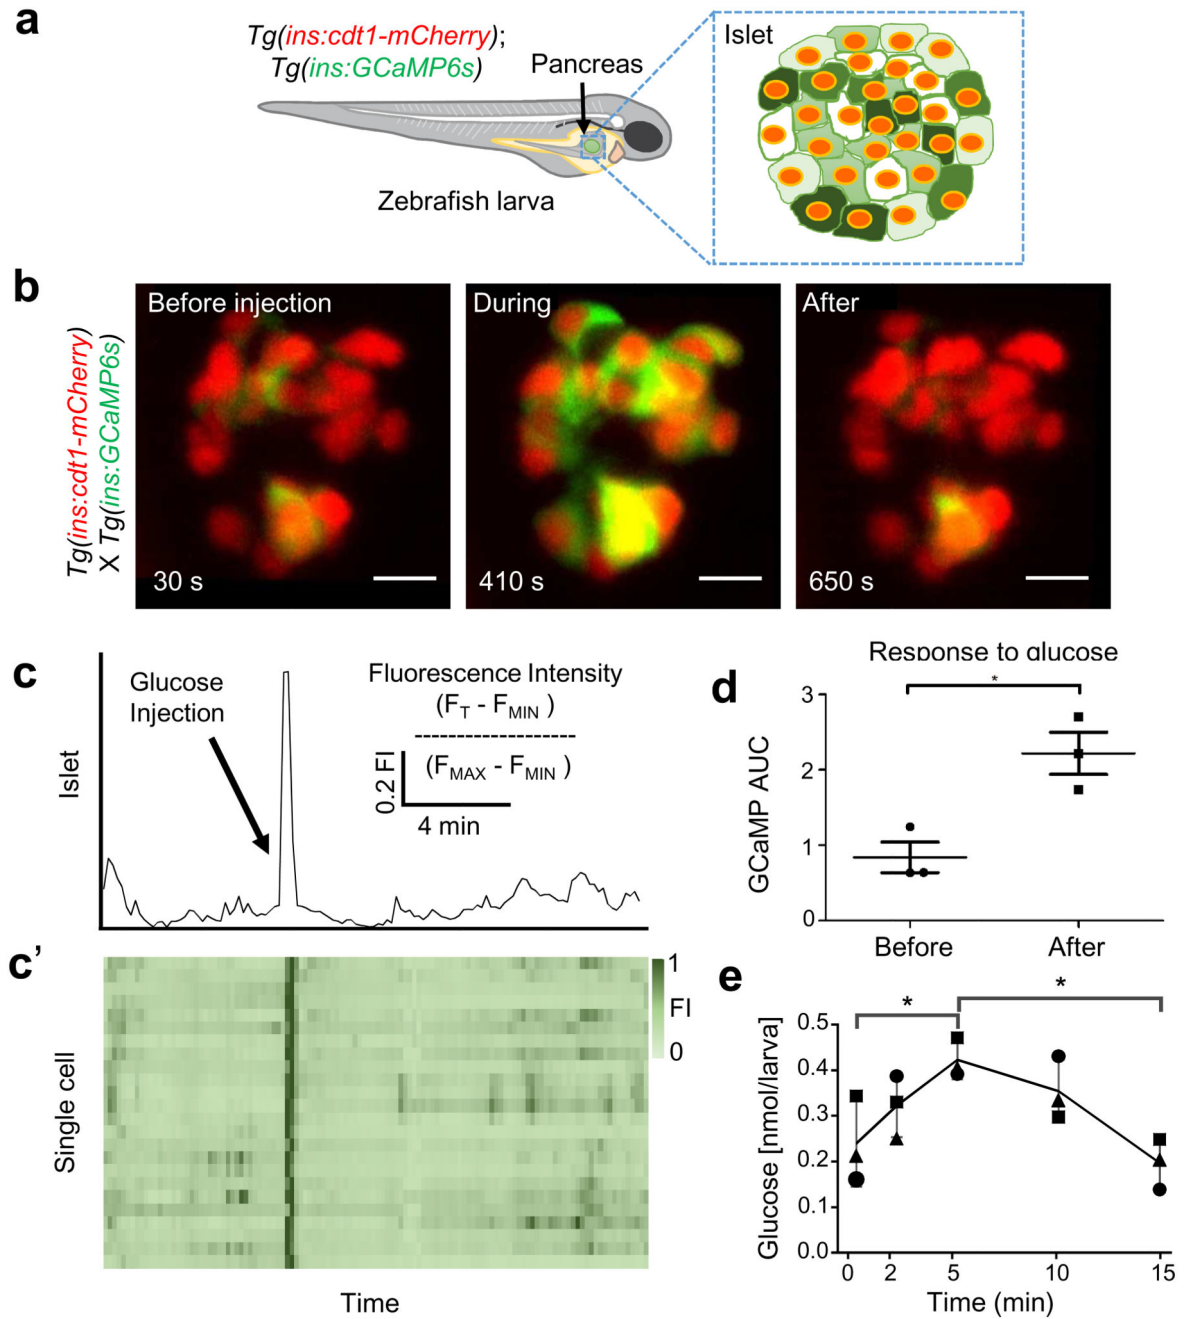 a
Tg(ins:cdt1-mCherry);
Tg(ins:GCaMP6s)
Pancreas
Zebrafish larva
Islet
b
Tg(ins:cdt1-mCherry)
X Tg(ins:GCaMP6s)
Before injection
30 s
During
410 s
After
650 s
c
Islet
Glucose
Injection
Fluorescence Intensity
(FT - FMIN )
--------------------
(FMAX - FMIN )
0.2 FI
4 min
c’
Single cell
Time
1
FI
0
d
Response to glucose
*
GCaMP AUC
3
2
1
0
Before
After
e
*
*
Glucose [nmol/larva]
0.5
0.4
0.3
0.2
0.1
0.0
0 2 5 10 15
Time (min)